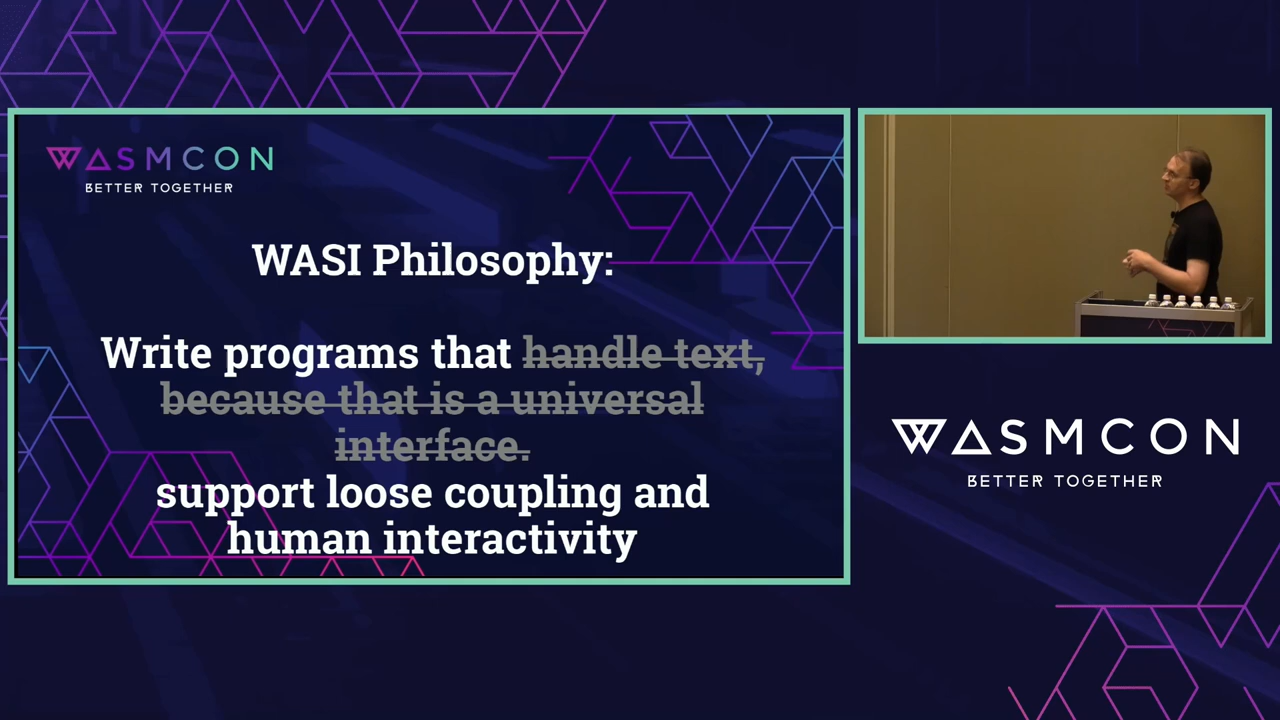 WASMCON
BETTER TOGETHER
WASI Philosophy:
Write programs that handle text,
because that is a universal
interface.
support loose coupling and
human interactivity
WASMCON
BETTER TOGETHER